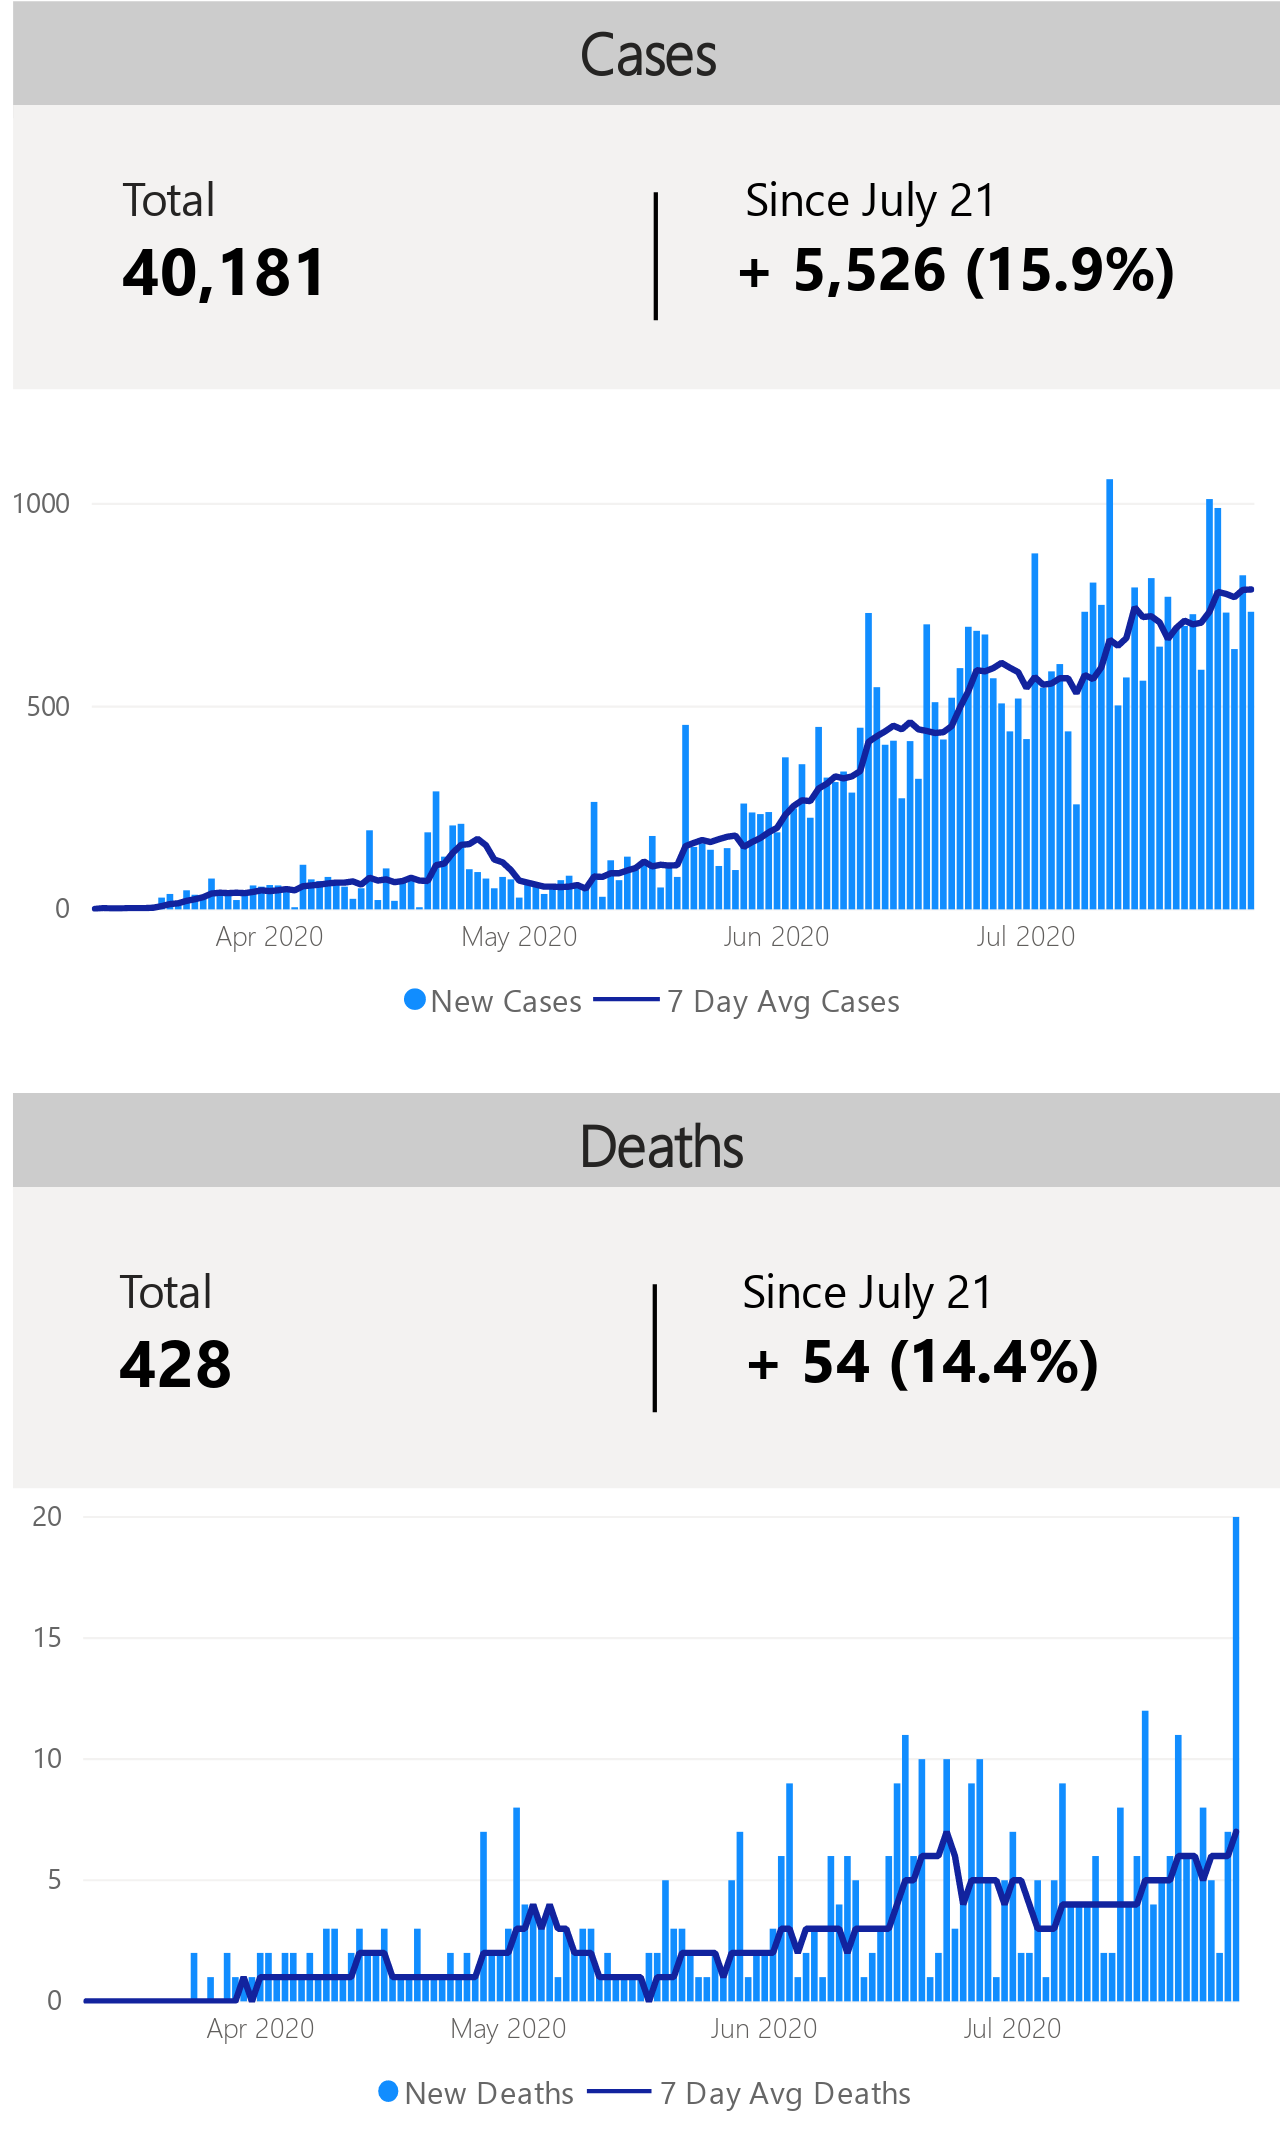 Cases
Total
Since July 21
40,181
+ 5,526 (15.9%)
1000
500
0
Apr 2020
May 2020
Jun 2020
Jul 2020
New Cases
7 Day Avg Cases
Deaths
Total
Since July 21
428
+ 54 (14.4%)
20
15
10
5
0
Apr 2020
May 2020
Jun 2020
Jul 2020
New Deaths
7 Day Avg Deaths